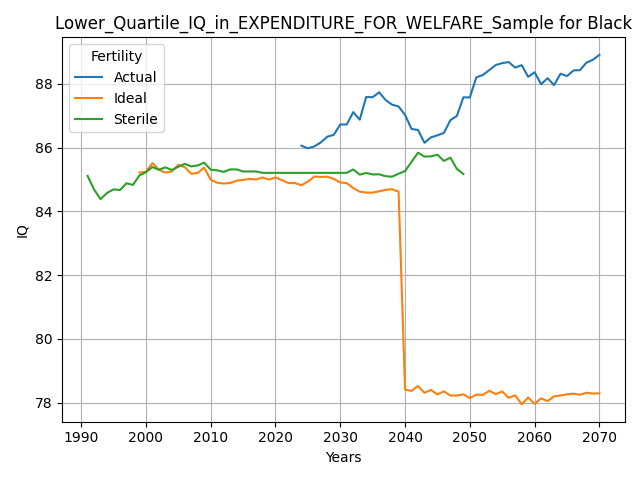 Lower_Quartile_IQ_in_EXPENDITURE_FOR_WELFARE_Sample for Black
Fertility
Actual
Ideal
Sterile
IQ
88
86
84
82
80
78
1990 2000 2010 2020 2030 2040 2050 2060 2070
Years